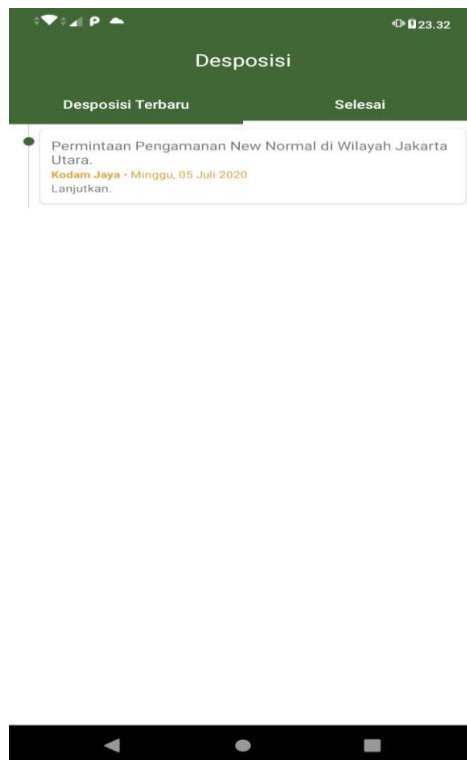 23.32
Desposisi
Desposisi Terbaru
Selesai
Permintaan Pengamanan New Normal di Wilayah Jakarta
Utara.
Kodam Jaya • Minggu, 05 Juli 2020
Lanjutkan.